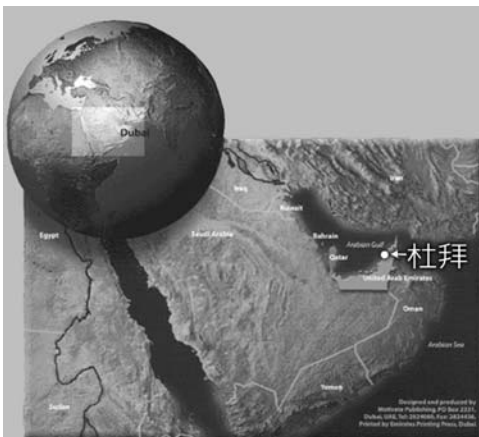 Dubai
Iran
Iraq
Kuwait
Egypt
Saudi Arabia
Bahrain
Arabian Gulf
Qatar
←杜拜
United Arab Emirates
Oman
Arabian Sea
Yemen
Sudan
Designed and produced by
Motivate Publishing, PO Box 2331,
Dubai, UAE, Tel: 2824060, Fax: 2824436.
Printed by Emirates Printing Press, Dubai